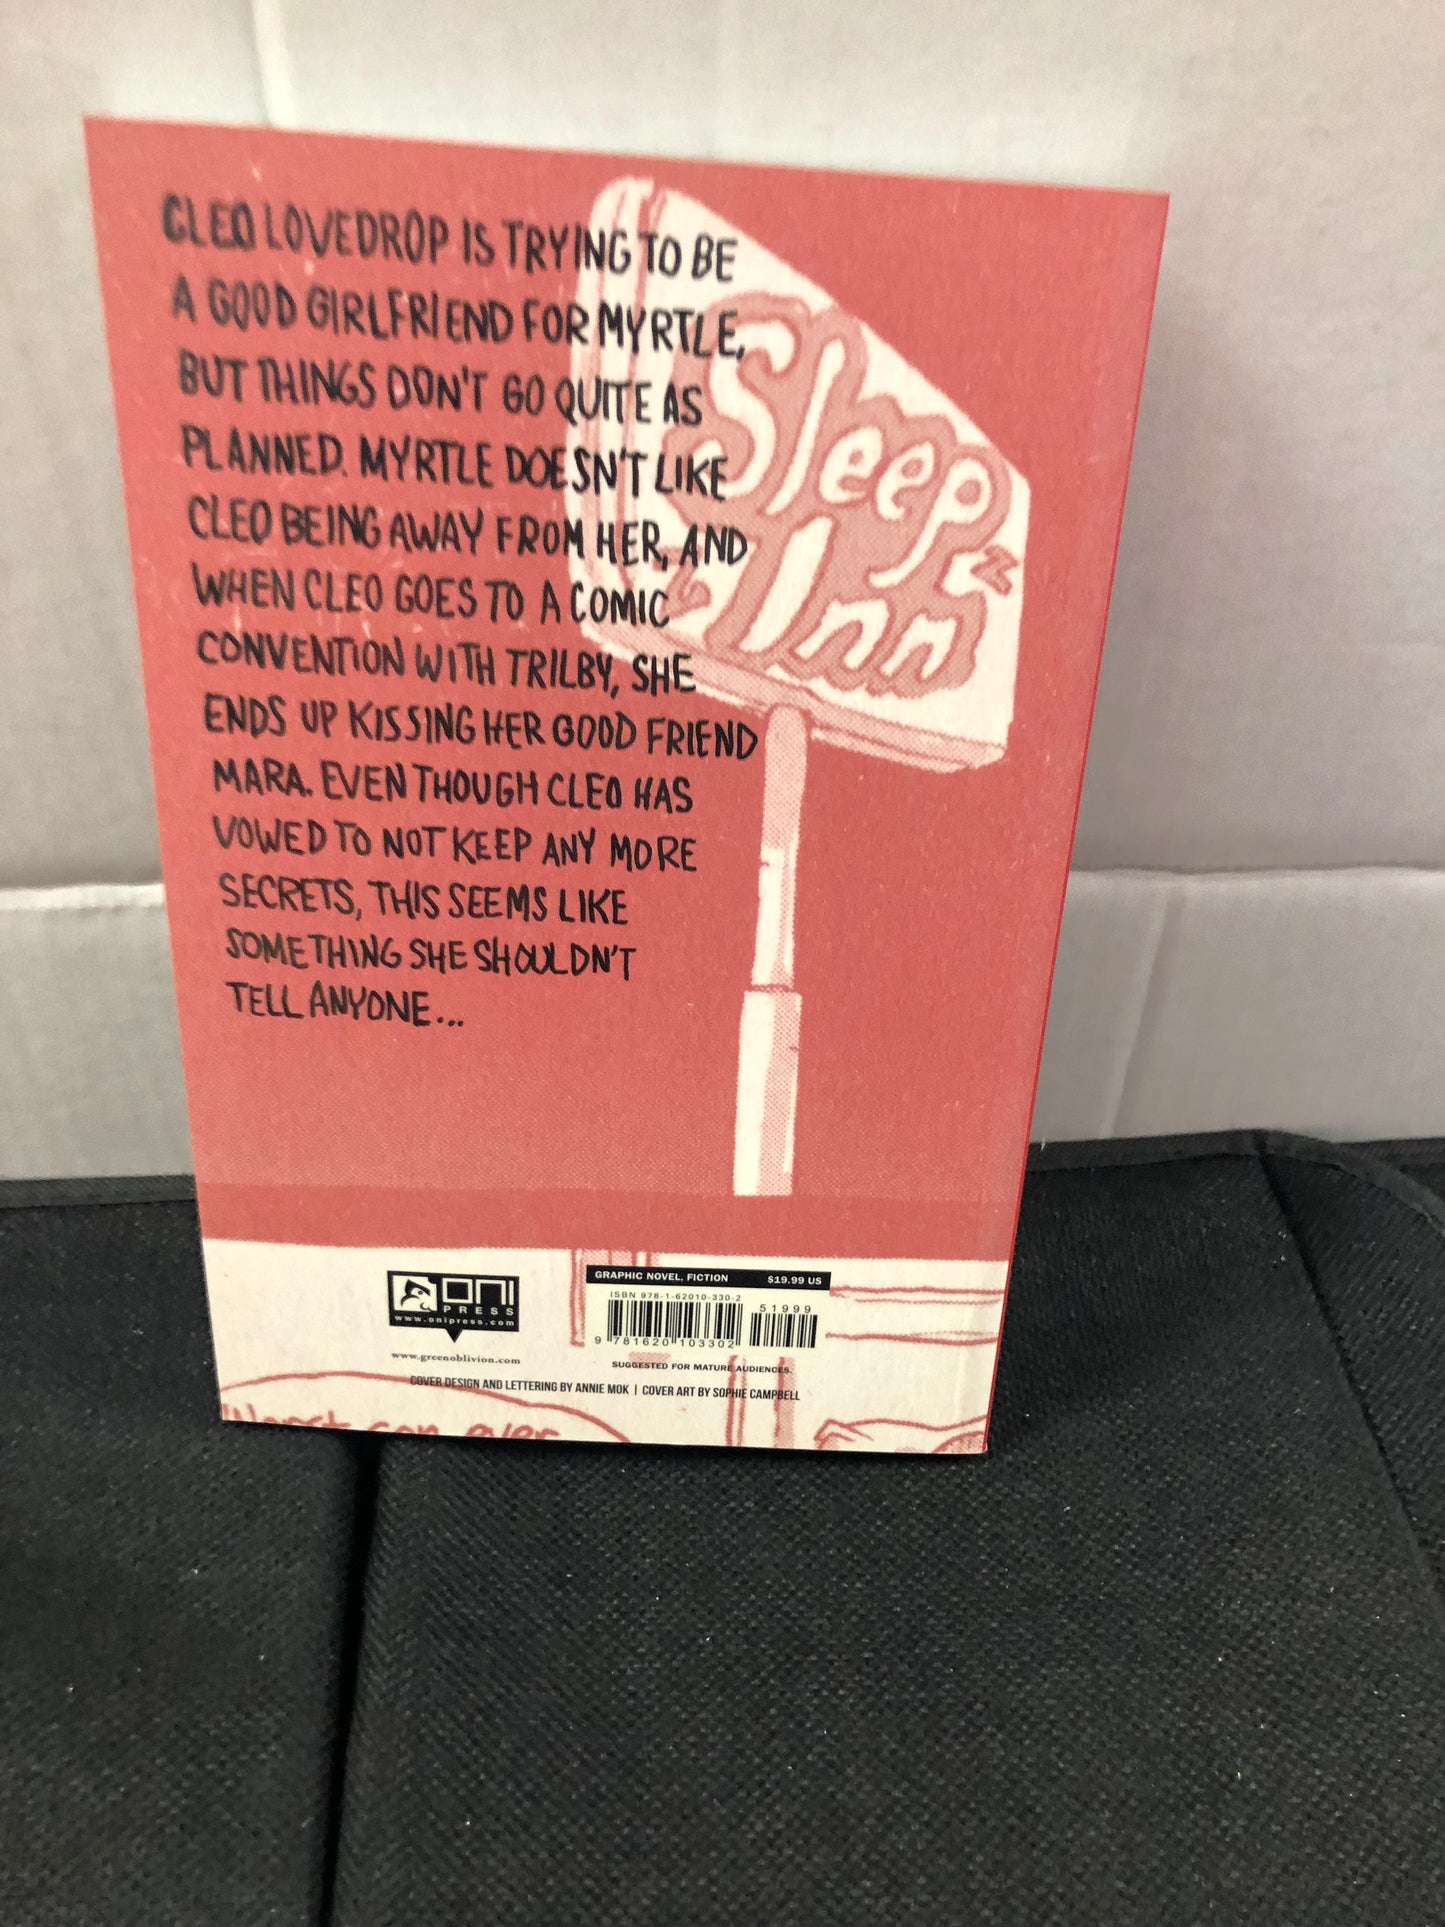 CLEO LOVEDROP IS TRYING TO BE
A GOOD GIRLFRIEND FOR MYRTLE,
BUT THINGS DON'T GO QUITE AS
PLANNED. MYRTLE DOESN'T LIKE
CLEO BEING AWAY FROM HER, AND
WHEN CLEO GOES TO A COMIC
CONVENTION WITH TRILBY, SHE
ENDS UP KISSING HER GOOD FRIEND
MARA. EVEN THOUGH CLEO HAS
VOWED TO NOT KEEP ANY MORE
SECRETS, THIS SEEMS LIKE
SOMETHING SHE SHOULDN'T
TELL ANYONE...
Sleep
Inn
z
ONI
PRESS
www.onipress.com
www.greenoblivion.com
GRAPHIC NOVEL, FICTION $19.99 US
ISBN 978-1-62010-330-2
51999
9 781620 103302
SUGGESTED FOR MATURE AUDIENCES.
COVER DESIGN AND LETTERING BY ANNIE MOK | COVER ART BY SOPHIE CAMPBELL
Worst con ever